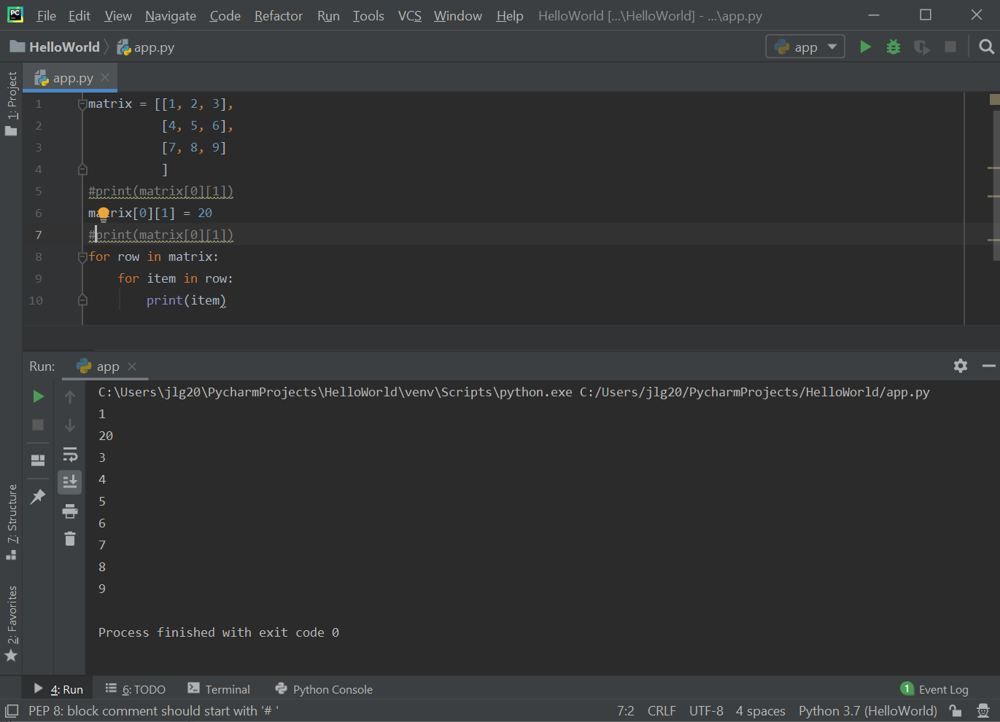 PC File Edit View Navigate Code Refactor Run Tools VCS Window Help HelloWorld [...\HelloWorld] - ...\app.py
HelloWorld app.py app
1: Project
app.py
1 matrix = [[1, 2, 3],
2 [4, 5, 6],
3 [7, 8, 9]
4 ]
5 #print(matrix[0][1])
6 matrix[0][1] = 20
7 #print(matrix[0][1])
8 for row in matrix:
9 for item in row:
10 print(item)
Run: app
C:\Users\jlg20\PycharmProjects\HelloWorld\venv\Scripts\python.exe C:/Users/jlg20/PycharmProjects/HelloWorld/app.py
1
20
3
4
5
6
7
8
9
Process finished with exit code 0
7: Structure
2: Favorites
4: Run 6: TODO Terminal Python Console 1 Event Log
PEP 8: block comment should start with '# ' 7:2 CRLF UTF-8 4 spaces Python 3.7 (HelloWorld)